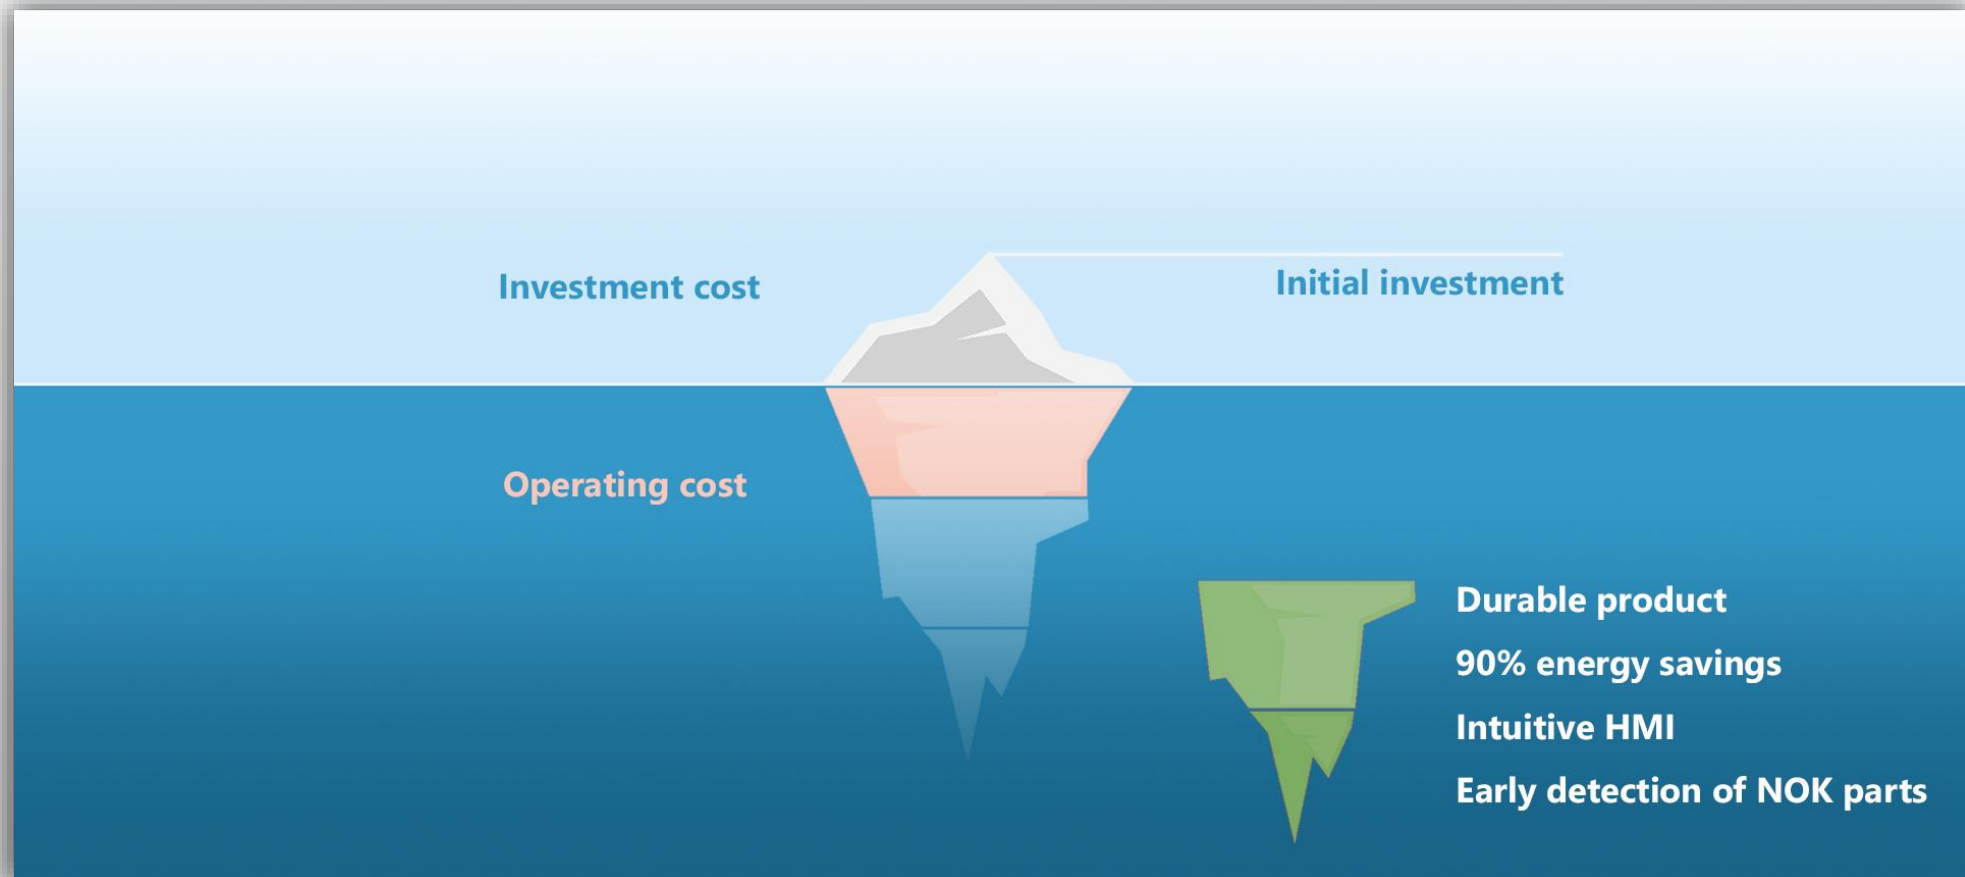 Investment cost
Initial investment
Operating cost
Durable product
90% energy savings
Intuitive HMI
Early detection of NOK parts